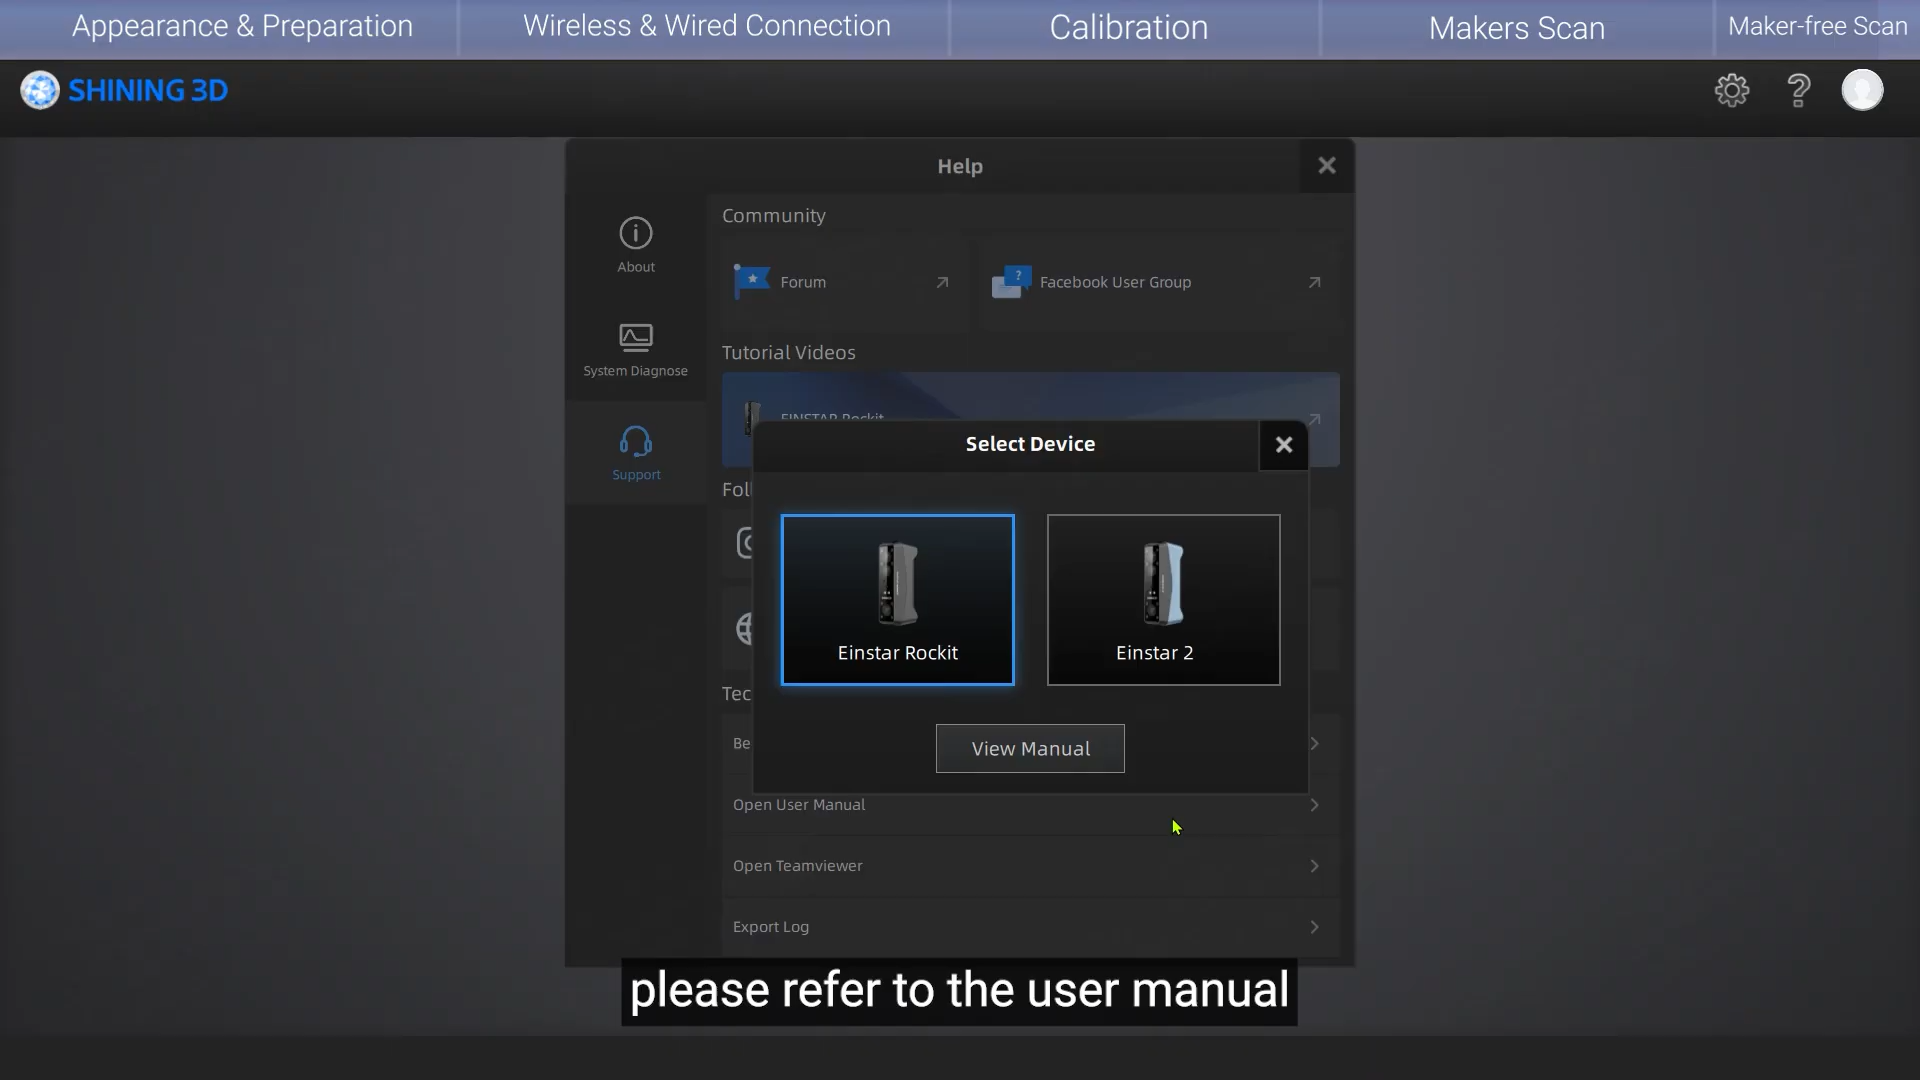 Appearance & Preparation
Wireless & Wired Connection
Calibration
Makers Scan
Maker-free Scan
SHINING 3D
Help
About
System Diagnose
Support
Community
Forum
Facebook User Group
Tutorial Videos
EINSTAR Rockit
Select Device
Fol
Einstar Rockit
Einstar 2
Tec
View Manual
Be
Open User Manual
Open Teamviewer
Export Log
please refer to the user manual